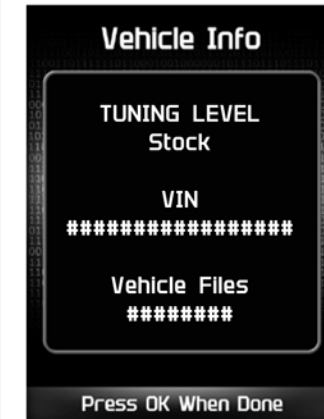 Vehicle Info
TUNING LEVEL
Stock
VIN
#################
Vehicle Files
########
Press OK When Done